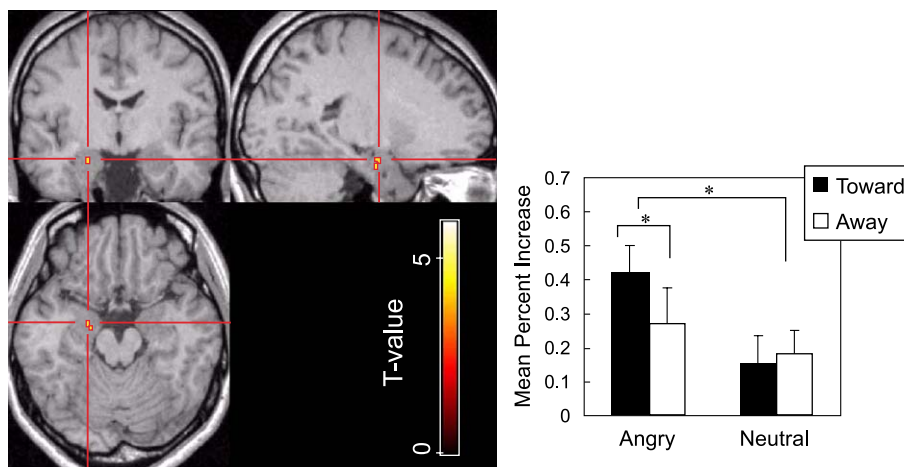 5
T-value
0
Mean Percent Increase
0.7
0.6
0.5
0.4
0.3
0.2
0.1
0
*
*
Toward
Away
Angry Neutral